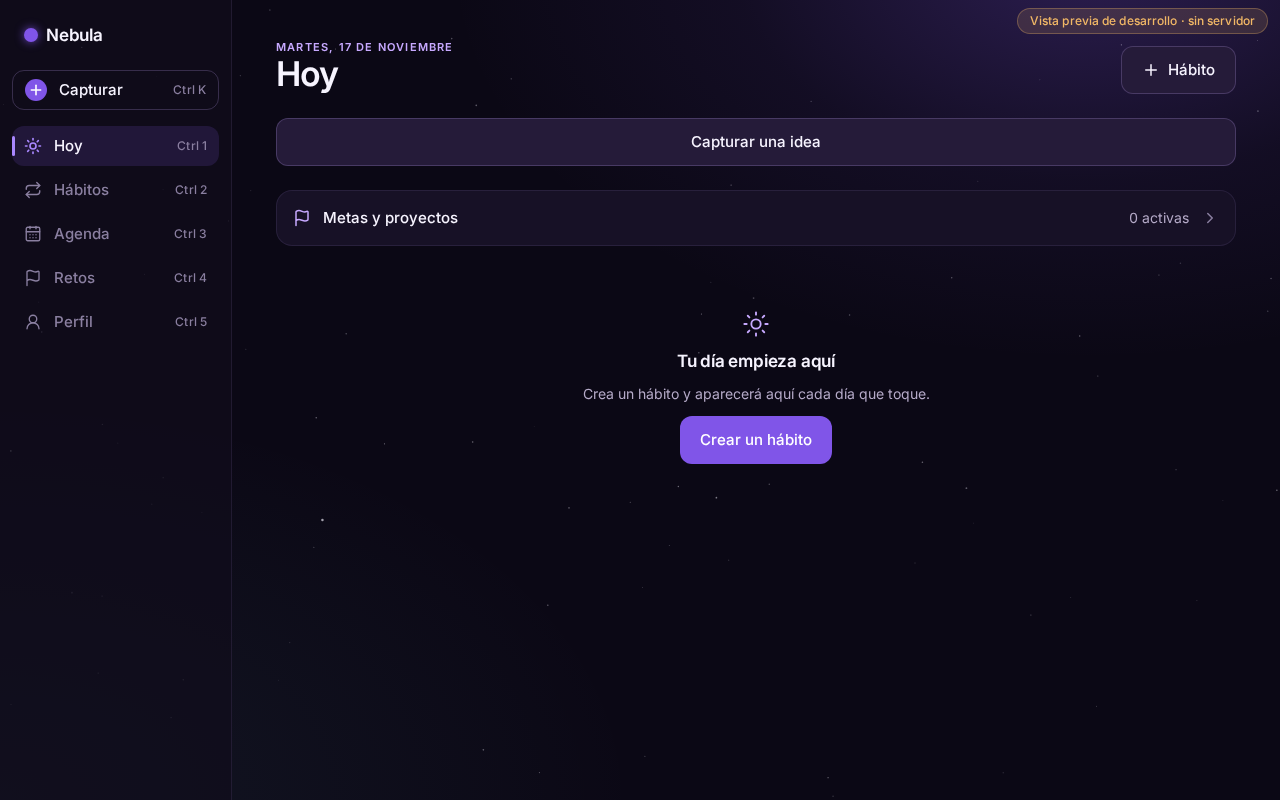 Nebula
Capturar Ctrl K
Hoy Ctrl 1
Hábitos Ctrl 2
Agenda Ctrl 3
Retos Ctrl 4
Perfil Ctrl 5
Vista previa de desarrollo · sin servidor
MARTES, 17 DE NOVIEMBRE
Hoy
Hábito
Capturar una idea
Metas y proyectos 0 activas
Tu día empieza aquí
Crea un hábito y aparecerá aquí cada día que toque.
Crear un hábito